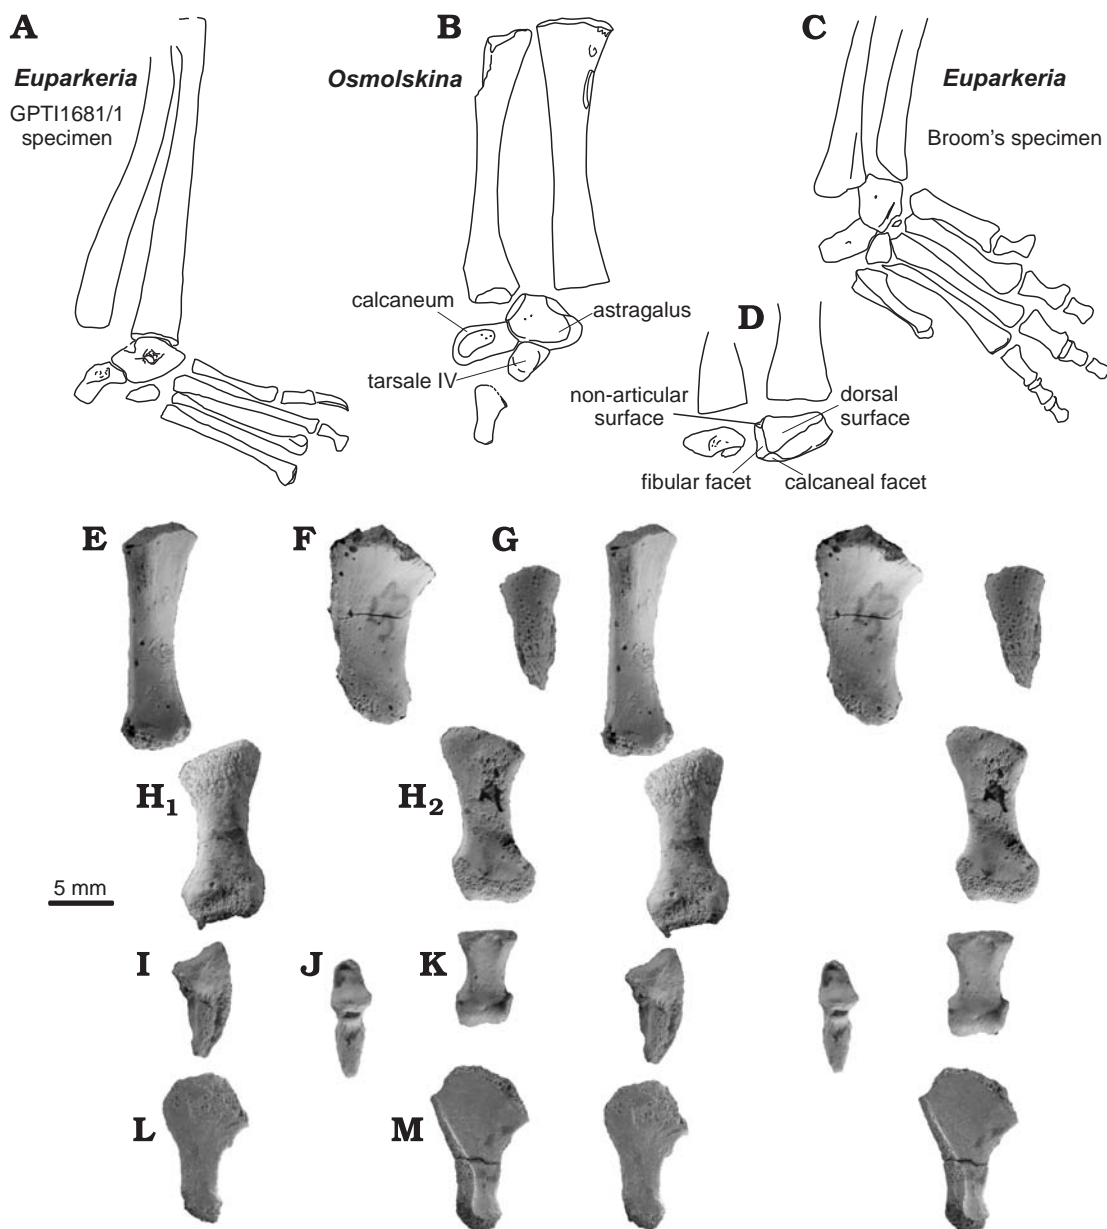 A
Euparkeria
GPTI1681/1
specimen
B
Osmolskina
C
Euparkeria
Broom's specimen
calcaneum
astragalus
tarsale IV
D
non-articular
surface
dorsal
surface
fibular facet
calcaneal facet
E
F
G
H1
H2
5 mm
I
J
K
L
M